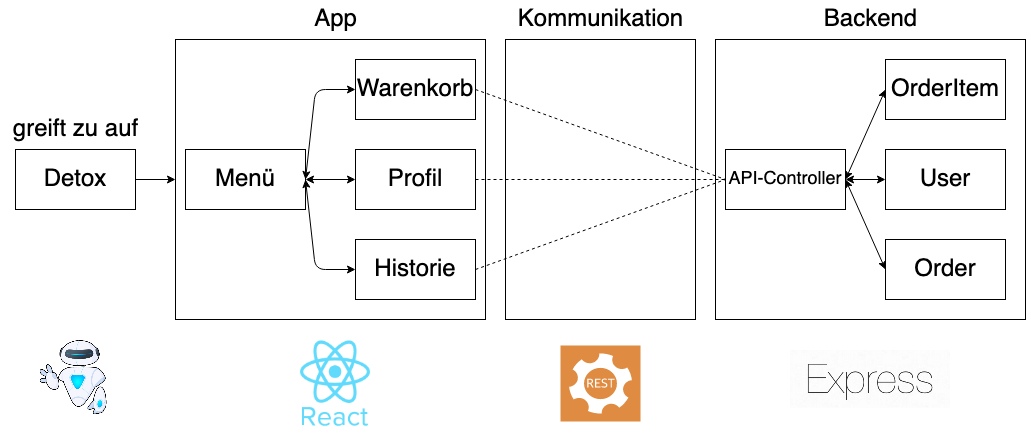 App
Kommunikation
Backend
greift zu auf
Detox
Menü
Warenkorb
Profil
Historie
API-Controller
OrderItem
User
Order
React
REST
Express